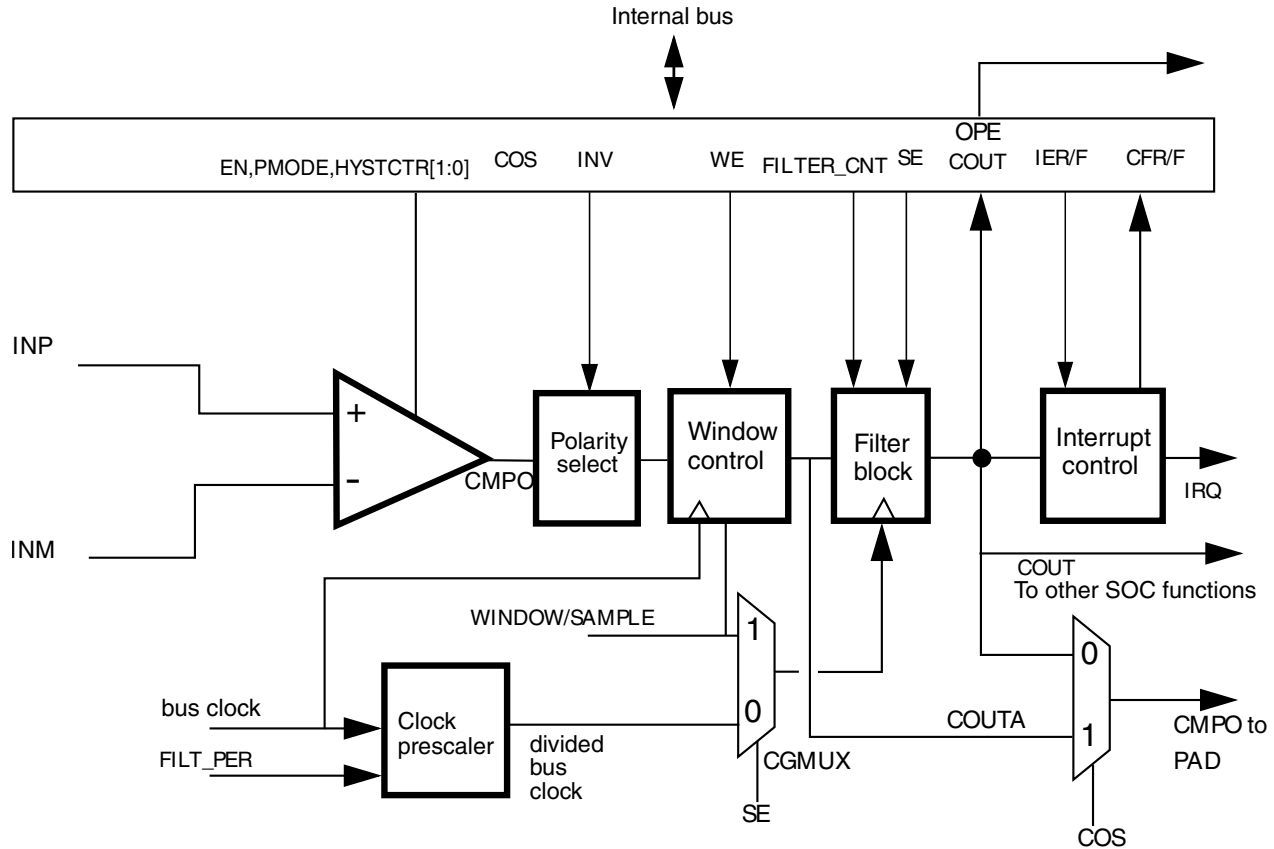 Internal bus
OPE
EN,PMODE,HYSTCTR[1:0]
COS
INV
WE
FILTER_CNT
SE
COUT
IER/F
CFR/F
INP
+
-
INM
CMPO
Polarity
select
Window
control
Filter
block
Interrupt
control
IRQ
COUT
To other SOC functions
WINDOW/SAMPLE
1
0
CGMUX
SE
bus clock
FILT_PER
Clock
prescaler
divided
bus
clock
COUTA
0
1
CMPO to
PAD
COS